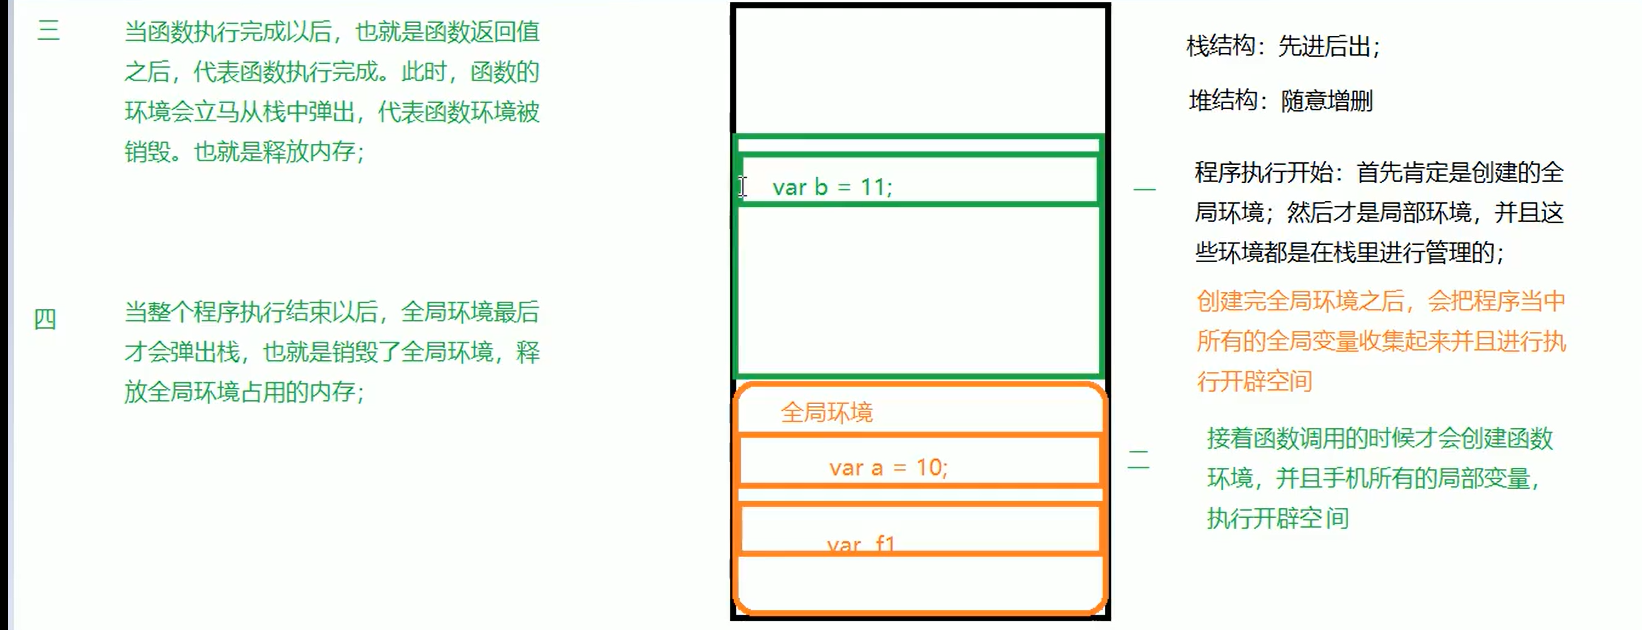 三
当函数执行完成以后，也就是函数返回值
之后，代表函数执行完成。此时，函数的
环境会立马从栈中弹出，代表函数环境被
销毁。也就是释放内存；
四
当整个程序执行结束以后，全局环境最后
才会弹出栈，也就是销毁了全局环境，释
放全局环境占用的内存；
var b = 11;
全局环境
var a = 10;
var f1
栈结构：先进后出；
堆结构：随意增删
一
程序执行开始：首先肯定是创建的全
局环境；然后才是局部环境，并且这
些环境都是在栈里进行管理的；
创建完全局环境之后，会把程序当中
所有的全局变量收集起来并且进行执
行开辟空间
二
接着函数调用的时候才会创建函数
环境，并且手机所有的局部变量，
执行开辟空间